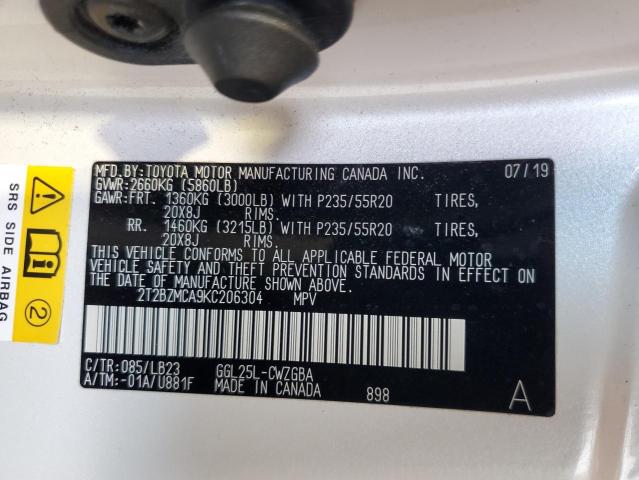 MFD.BY: TOYOTA MOTOR MANUFACTURING CANADA INC. 07/19
GVWR: 2660KG (5860LB)
GAWR: FRT. 1360KG (3000LB) WITH P235/55R20 TIRES,
20X8J RIMS.
RR. 1460KG (3215LB) WITH P235/55R20 TIRES,
20X8J RIMS.
THIS VEHICLE CONFORMS TO ALL APPLICABLE FEDERAL MOTOR
VEHICLE SAFETY AND THEFT PREVENTION STANDARDS IN EFFECT ON
THE DATE OF MANUFACTURE SHOWN ABOVE.
2T2BZMCA9KC206304 MPV
C/TR: 085/LB23 GGL25L-CWZGBA
A/TM: -01A/U881F MADE IN CANADA 898 A
SRS SIDE AIRBAG
2